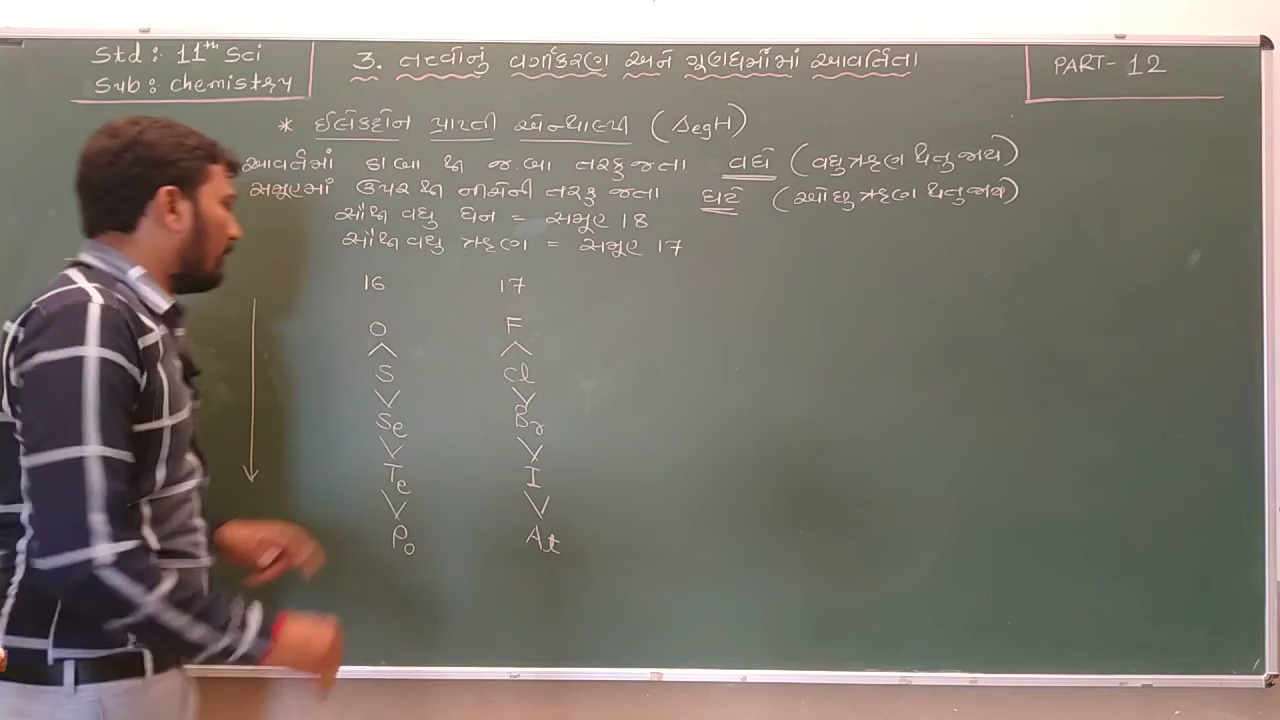 Std : 11th Sci
Sub : chemistry
3. તત્ત્વોનું વર્ગીકરણ અને ગુણધર્મોમાં આવર્તિતા
PART- 12
* ઈલેકટ્રોન પ્રાપ્તી એન્થાલ્પી (ΔegH)
આવર્તમાં ડા.બા થી જ.બા તરફ જતા વધે (વધુ ઋણ થતુ જાય)
સમૂહમાં ઉપર થી નીચેની તરફ જતા ઘટે (ઓછુ ઋણ થતુ જાય)
સૌથી વધુ ધન = સમૂહ 18
સૌથી વધુ ઋણ = સમૂહ 17
16 17
O F
∧ ∧
S Cl
∨ ∨
Se Br
∨ ∨
Te I
∨ ∨
Po At